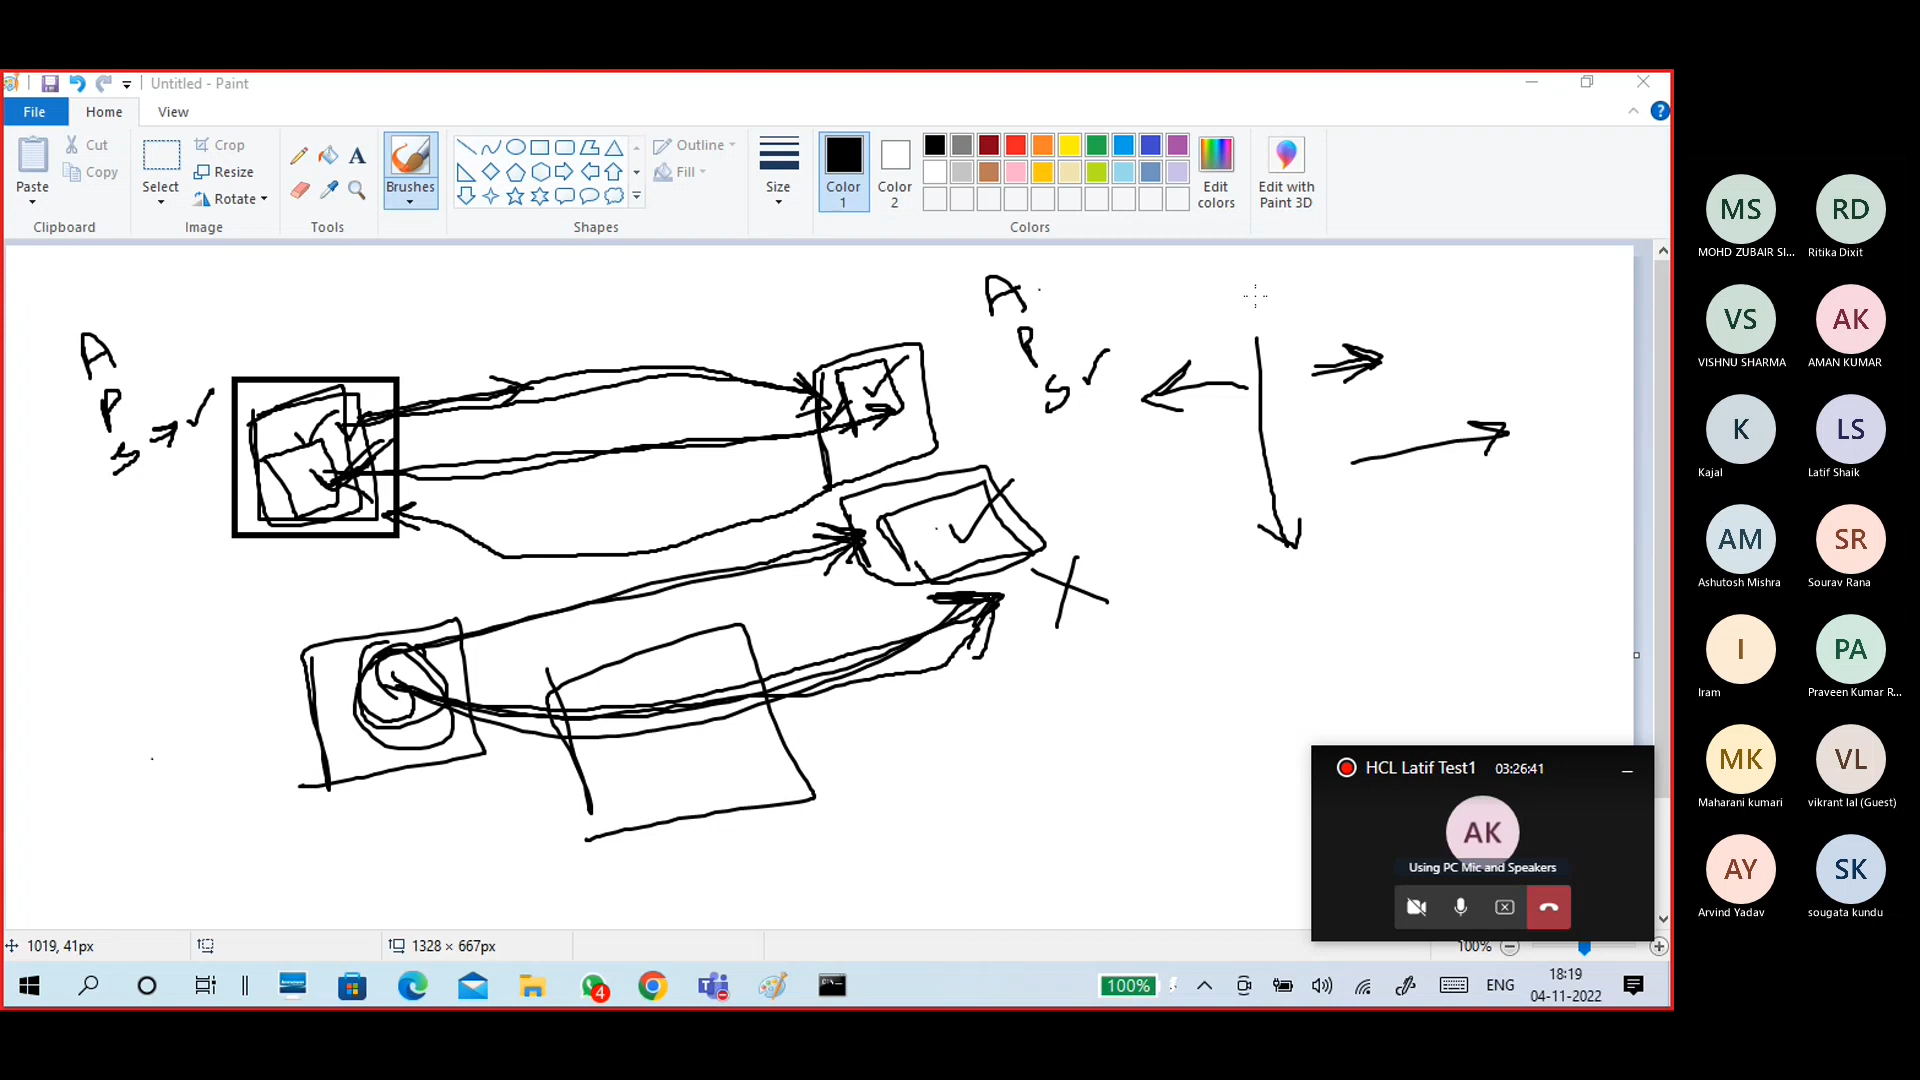 Untitled - Paint
File Home View
Paste
Cut
Copy
Clipboard
Select
Crop
Resize
Rotate
Image
A
Tools
Brushes
Outline
Fill
Shapes
Size
Color 1
Color 2
Edit colors
Colors
Edit with Paint 3D
A
P
S
A
P
S
X
HCL Latif Test1 03:26:41
AK
Using PC Mic and Speakers
1019, 41px
1328 × 667px
100%
4
100%
ENG
18:19
04-11-2022
MS RD
MOHD ZUBAIR SI... Ritika Dixit
VS AK
VISHNU SHARMA AMAN KUMAR
K LS
Kajal Latif Shaik
AM SR
Ashutosh Mishra Sourav Rana
I PA
Iram Praveen Kumar R...
MK VL
Maharani kumari vikrant lal (Guest)
AY SK
Arvind Yadav sougata kundu